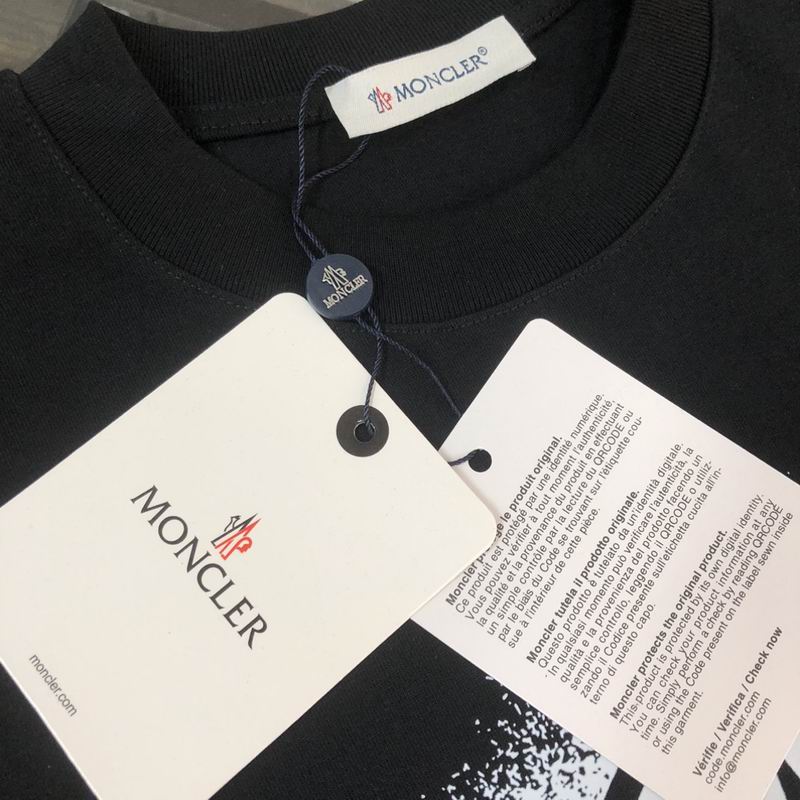 MONCLER®
MONCLER
MONCLER
moncler.com
Moncler le produit original.
Ce produit est protégé par une identité numérique.
Vous pouvez vérifier à tout moment l'authenticité,
la qualité et la provenance du produit en effectuant
un simple contrôle par la lecture du QRCODE ou
par le biais du Code se trouvant sur l'étiquette cou-
sue à l'intérieur de cette pièce.
Moncler tutela il prodotto originale.
Questo prodotto è tutelato da un'identità digitale.
In qualsiasi momento può verificare l'autenticità, la
qualità e la provenienza del prodotto facendo un
semplice controllo, leggendo il QRCODE o utiliz-
zando il Codice presente sull'etichetta cucita all'in-
terno di questo capo.
Moncler protects the original product.
This product is protected by its own digital identity.
You can check your product information at any
time. Simply perform a check by reading QRCODE
or using the Code present on the label sewn inside
this garment.
Vérifie / Verifica / Check now
code.moncler.com
info@moncler.com